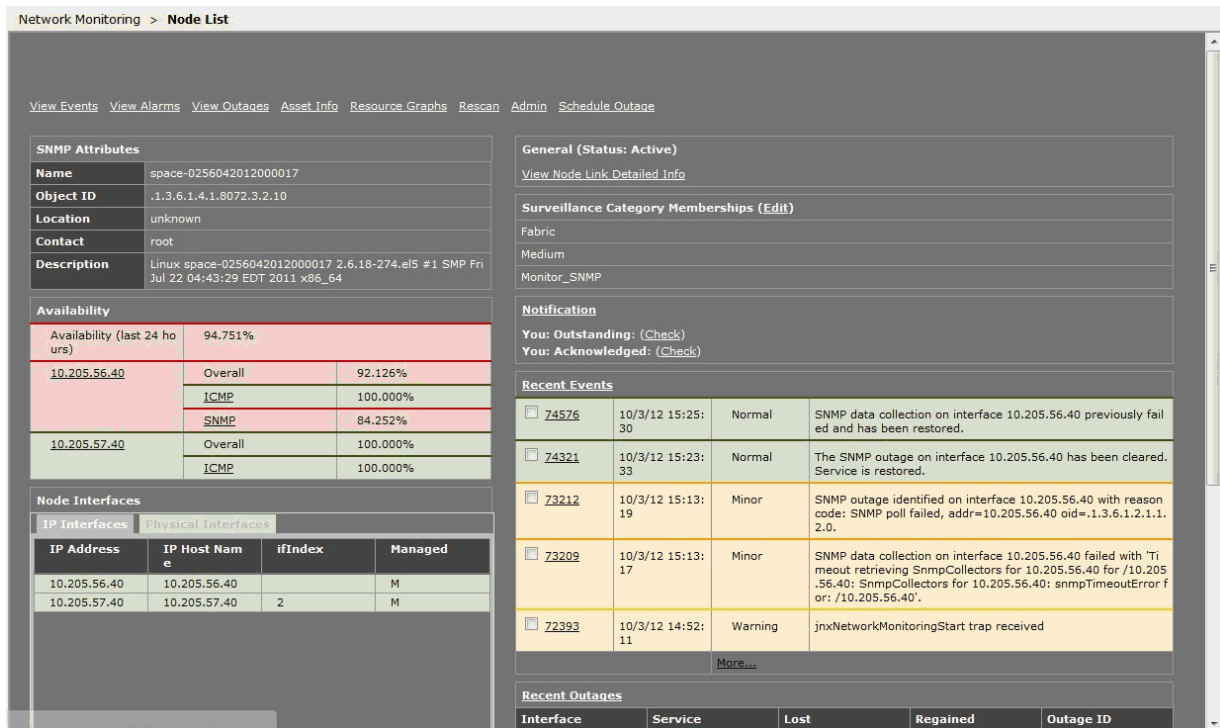 Network Monitoring > Node List
View Events View Alarms View Outages Asset Info Resource Graphs Rescan Admin Schedule Outage
SNMP Attributes
Name space-0256042012000017
Object ID .1.3.6.1.4.1.8072.3.2.10
Location unknown
Contact root
Description Linux space-0256042012000017 2.6.18-274.el5 #1 SMP Fri
Jul 22 04:43:29 EDT 2011 x86_64
Availability
Availability (last 24 ho 94.751%
urs)
10.205.56.40 Overall 92.126%
ICMP 100.000%
SNMP 84.252%
10.205.57.40 Overall 100.000%
ICMP 100.000%
Node Interfaces
IP Interfaces Physical Interfaces
IP Address IP Host Nam ifIndex Managed
e
10.205.56.40 10.205.56.40 M
10.205.57.40 10.205.57.40 2 M
General (Status: Active)
View Node Link Detailed Info
Surveillance Category Memberships (Edit)
Fabric
Medium
Monitor_SNMP
Notification
You: Outstanding: (Check)
You: Acknowledged: (Check)
Recent Events
74576 10/3/12 15:25: Normal SNMP data collection on interface 10.205.56.40 previously fail
30 ed and has been restored.
74321 10/3/12 15:23: Normal The SNMP outage on interface 10.205.56.40 has been cleared.
33 Service is restored.
73212 10/3/12 15:13: Minor SNMP outage identified on interface 10.205.56.40 with reason
19 code: SNMP poll failed, addr=10.205.56.40 oid=.1.3.6.1.2.1.1.
2.0.
73209 10/3/12 15:13: Minor SNMP data collection on interface 10.205.56.40 failed with 'Ti
17 meout retrieving SnmpCollectors for 10.205.56.40 for /10.205
.56.40: SnmpCollectors for 10.205.56.40: snmpTimeoutError f
or: /10.205.56.40'.
72393 10/3/12 14:52: Warning jnxNetworkMonitoringStart trap received
11
More...
Recent Outages
Interface Service Lost Regained Outage ID